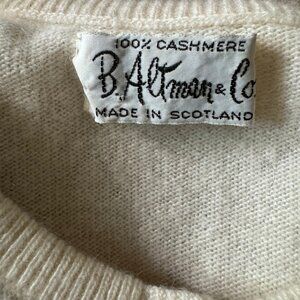 100% CASHMERE
B. Altman & Co
MADE IN SCOTLAND